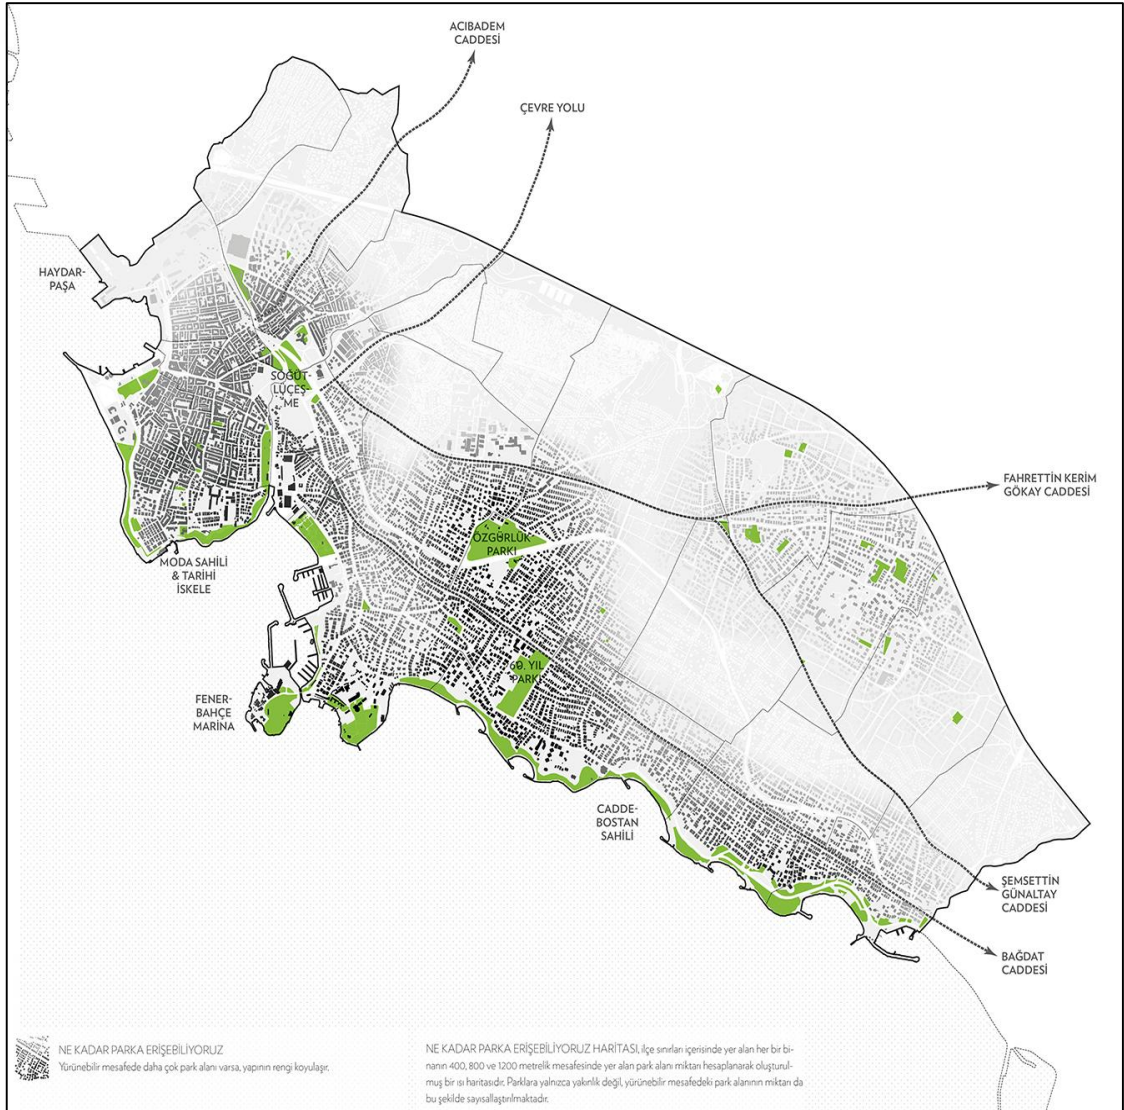 ACIBADEM
CADDESİ
ÇEVRE YOLU
HAYDAR-
PAŞA
SÖĞÜT-
LÜÇEŞ-
ME
FAHRETTİN KERİM
GÖKAY CADDESİ
ÖZGÜRLÜK
PARKI
MODA SAHİLİ
& TARİHİ
İSKELE
60. YIL
PARKI
FENER-
BAHÇE
MARINA
CADDE-
BOSTAN
SAHİLİ
ŞEMSETTİN
GÜNALTAY
CADDESİ
BAĞDAT
CADDESİ
NE KADAR PARKA ERİŞEBİLİYORUZ
Yürünebilir mesafede daha çok park alanı varsa, yapının rengi koyulaşır.
NE KADAR PARKA ERİŞEBİLİYORUZ HARİTASI, ilçe sınırları içerisinde yer alan her bir bi-
nanın 400, 800 ve 1200 metrelik mesafesinde yer alan park alanı miktarı hesaplanarak oluşturul-
muş bir ısı haritasıdır. Parklara yalnızca yakınlık değil, yürünebilir mesafedeki park alanının miktarı da
bu şekilde sayısallaştırılmaktadır.